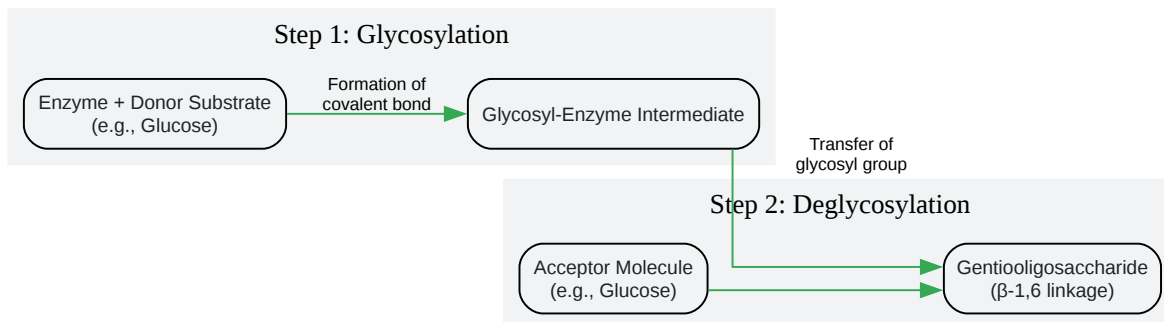 Step 1: Glycosylation
Enzyme + Donor Substrate
(e.g., Glucose)
Formation of
covalent bond
Glycosyl-Enzyme Intermediate
Transfer of
glycosyl group
Step 2: Deglycosylation
Acceptor Molecule
(e.g., Glucose)
Gentiooligosaccharide
(β-1,6 linkage)